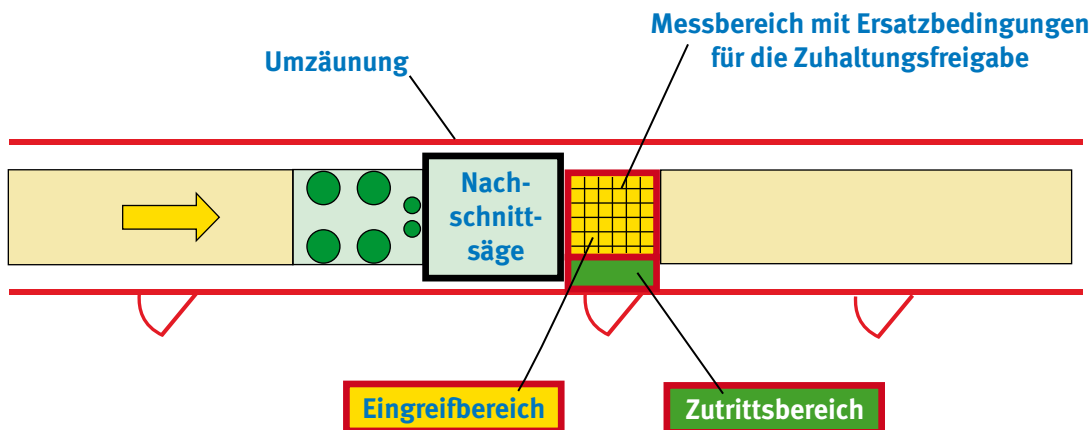 Messbereich mit Ersatzbedingungen
für die Zuhaltungsfreigabe
Umzäunung
Nach-
schnitt-
säge
Eingreifbereich
Zutrittsbereich